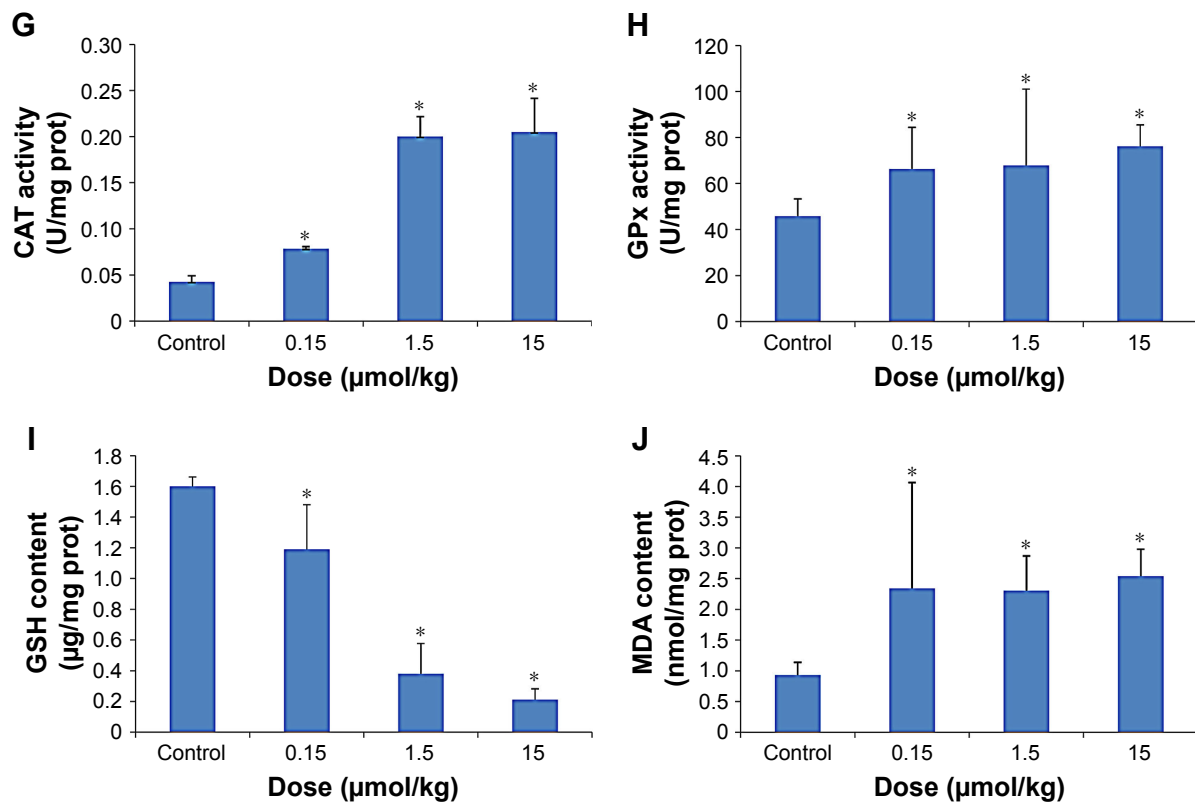 G
CAT activity
(U/mg prot)
0.30
0.25
0.20
0.15
0.10
0.05
0
*
*
*
Control
0.15
1.5
15
Dose (µmol/kg)
H
GPx activity
(U/mg prot)
120
100
80
60
40
20
0
*
*
*
Control
0.15
1.5
15
Dose (µmol/kg)
I
GSH content
(µg/mg prot)
1.8
1.6
1.4
1.2
1.0
0.8
0.6
0.4
0.2
0
*
*
*
Control
0.15
1.5
15
Dose (µmol/kg)
J
MDA content
(nmol/mg prot)
4.5
4.0
3.5
3.0
2.5
2.0
1.5
1.0
0.5
0
*
*
*
Control
0.15
1.5
15
Dose (µmol/kg)